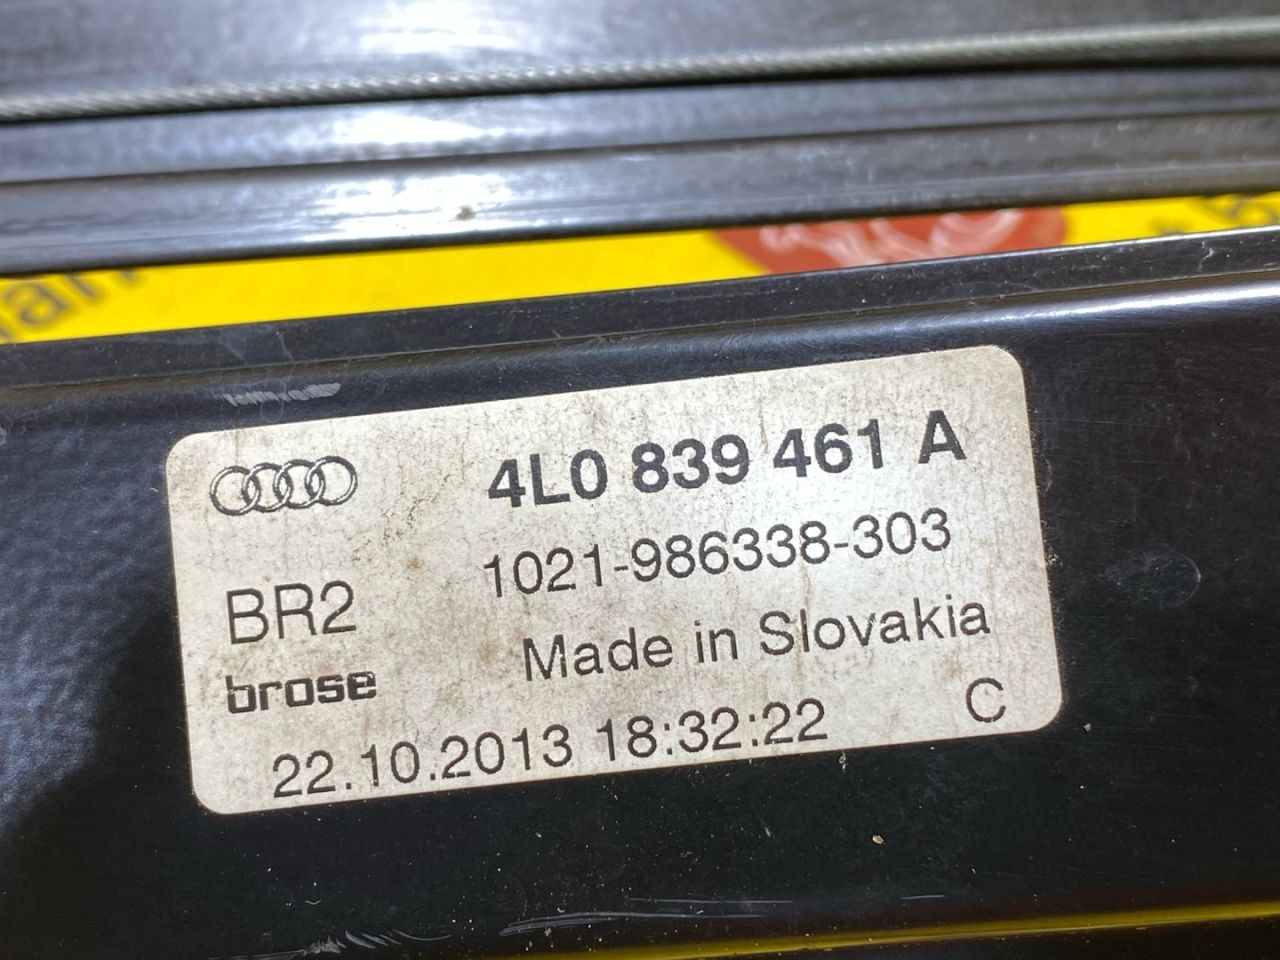 4L0 839 461 A
1021-986338-303
BR2
Made in Slovakia
brose
22.10.2013 18:32:22
C